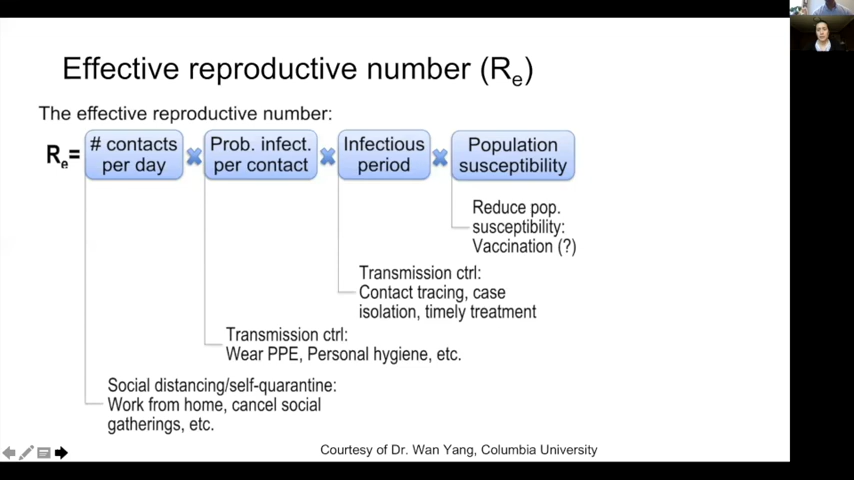 Effective reproductive number (Re)
The effective reproductive number:
Re=
# contacts
per day
Prob. infect.
per contact
Infectious
period
Population
susceptibility
Reduce pop.
susceptibility:
Vaccination (?)
Transmission ctrl:
Contact tracing, case
isolation, timely treatment
Transmission ctrl:
Wear PPE, Personal hygiene, etc.
Social distancing/self-quarantine:
Work from home, cancel social
gatherings, etc.
Courtesy of Dr. Wan Yang, Columbia University